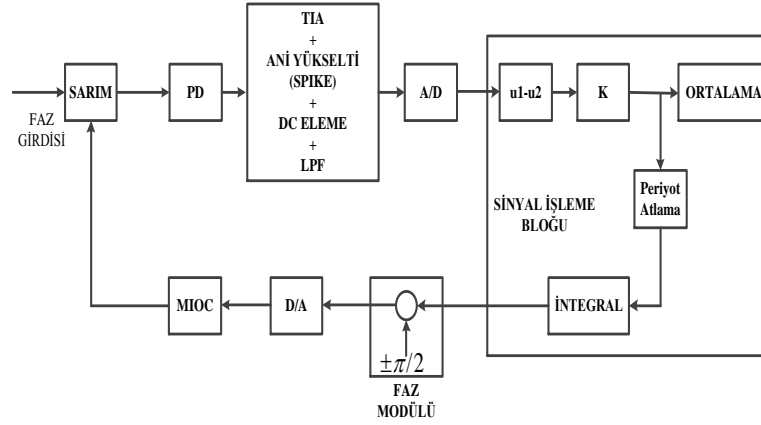 TIA
+
ANİ YÜKSELTİ
(SPIKE)
+
DC ELEME
+
LPF
SARIM
PD
A/D
u1-u2
K
ORTALAMA
FAZ
GİRDİSİ
Periyot
Atlama
SİNYAL İŞLEME
BLOĞU
MIOC
D/A
İNTEGRAL
±π/2
FAZ
MODÜLÜ